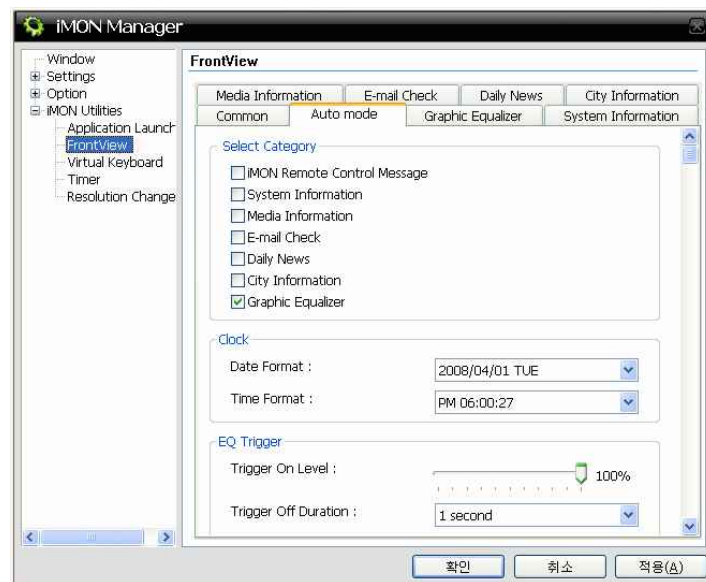 iMON Manager
Window
Settings
Option
iMON Utilities
Application Launch
FrontView
Virtual Keyboard
Timer
Resolution Change
FrontView
Media Information E-mail Check Daily News City Information
Common Auto mode Graphic Equalizer System Information
Select Category
iMON Remote Control Message
System Information
Media Information
E-mail Check
Daily News
City Information
Graphic Equalizer
Clock
Date Format : 2008/04/01 TUE
Time Format : PM 06:00:27
EQ Trigger
Trigger On Level : 100%
Trigger Off Duration : 1 second
확인 취소 적용(A)